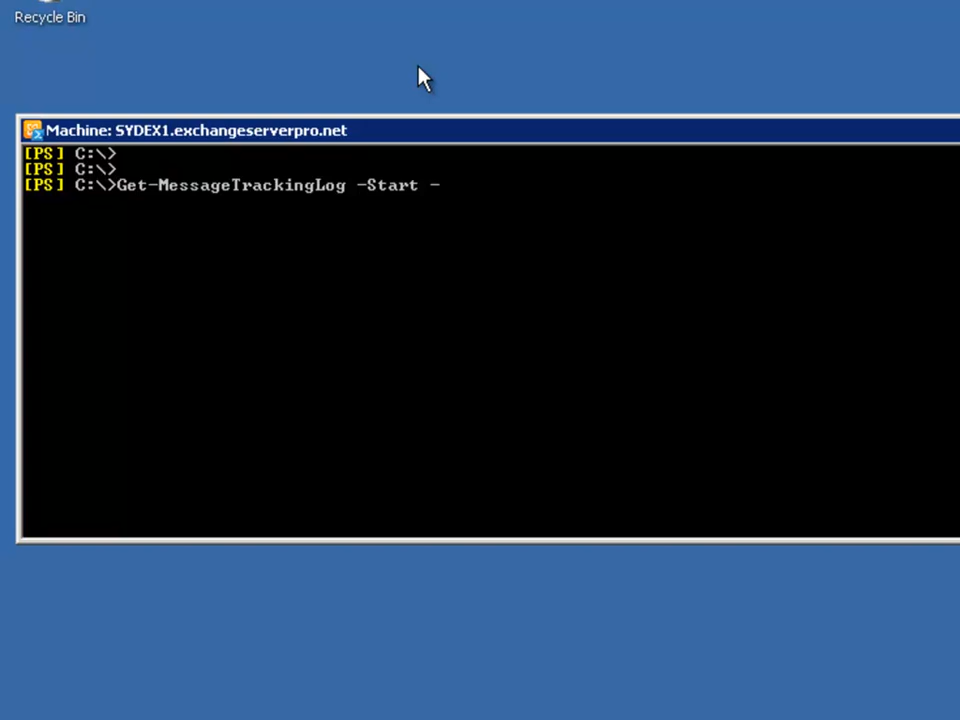 Recycle Bin
Machine: SYDEX1.exchangeserverpro.net
[PS] C:\>
[PS] C:\>
[PS] C:\>Get-MessageTrackingLog -Start -